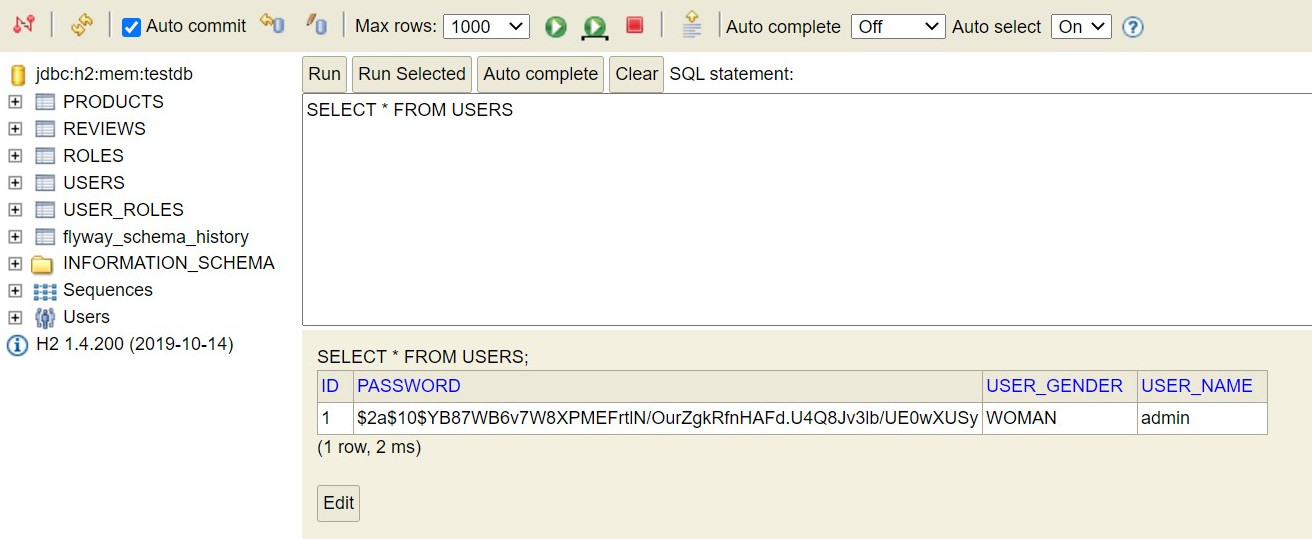 Auto commit Max rows: 1000 Auto complete Off Auto select On
jdbc:h2:mem:testdb
PRODUCTS
REVIEWS
ROLES
USERS
USER_ROLES
flyway_schema_history
INFORMATION_SCHEMA
Sequences
Users
H2 1.4.200 (2019-10-14)
Run Run Selected Auto complete Clear SQL statement:
SELECT * FROM USERS
SELECT * FROM USERS;
ID PASSWORD USER_GENDER USER_NAME
1 $2a$10$YB87WB6v7W8XPMEFrtlN/OurZgkRfnHAFd.U4Q8Jv3lb/UE0wXUSy WOMAN admin
(1 row, 2 ms)
Edit